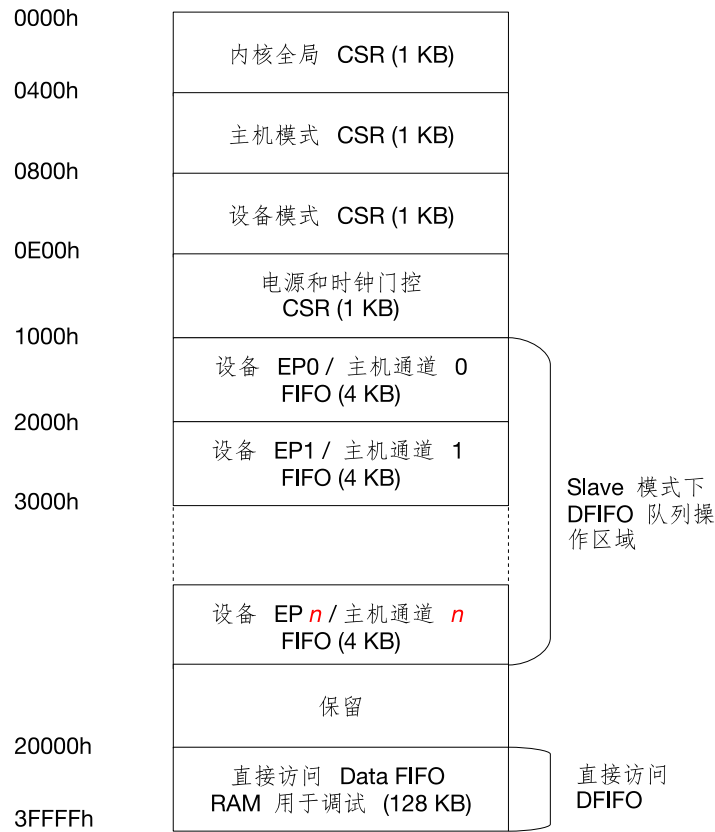 0000h
内核全局 CSR (1 KB)
0400h
主机模式 CSR (1 KB)
0800h
设备模式 CSR (1 KB)
0E00h
电源和时钟门控
CSR (1 KB)
1000h
设备 EP0 / 主机通道 0
FIFO (4 KB)
2000h
设备 EP1 / 主机通道 1
FIFO (4 KB)
3000h
Slave 模式下
DFIFO 队列操
作区域
设备 EP n / 主机通道 n
FIFO (4 KB)
保留
20000h
直接访问 Data FIFO
RAM 用于调试 (128 KB)
直接访问
DFIFO
3FFFFh